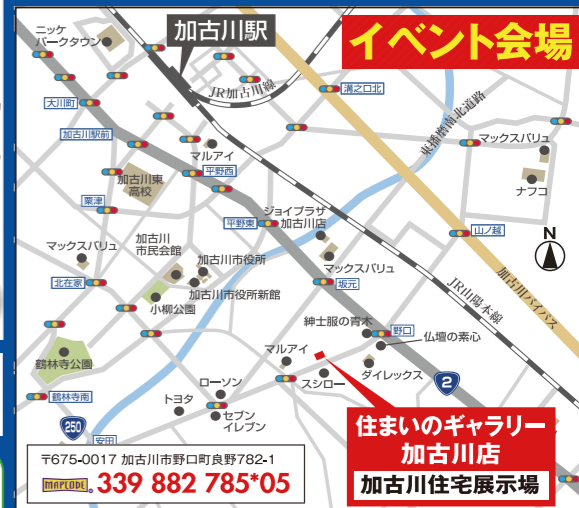 イベント会場
加古川駅
ニッケ
パークタウン
JR加古川線
溝之口北
大川町
東播磨南北道路
加古川駅前
マルアイ
マックスバリュ
加古川東
高校
平野西
粟津
ナフコ
ジョイプラザ
加古川店
平野東
山ノ越
N
加古川
市民会館
マックスバリュ
加古川市役所
マックスバリュ
北在家
加古川市役所新館
坂元
加古川バイパス
JR山陽本線
小柳公園
紳士服の青木
野口
仏壇の素心
鶴林寺公園
マルアイ
スシロー
ダイレックス
2
ローソン
鶴林寺南
トヨタ
セブン
イレブン
250
安田
住まいのギャラリー
加古川店
加古川住宅展示場
〒675-0017 加古川市野口町良野782-1
MAPCODE® 339 882 785*05